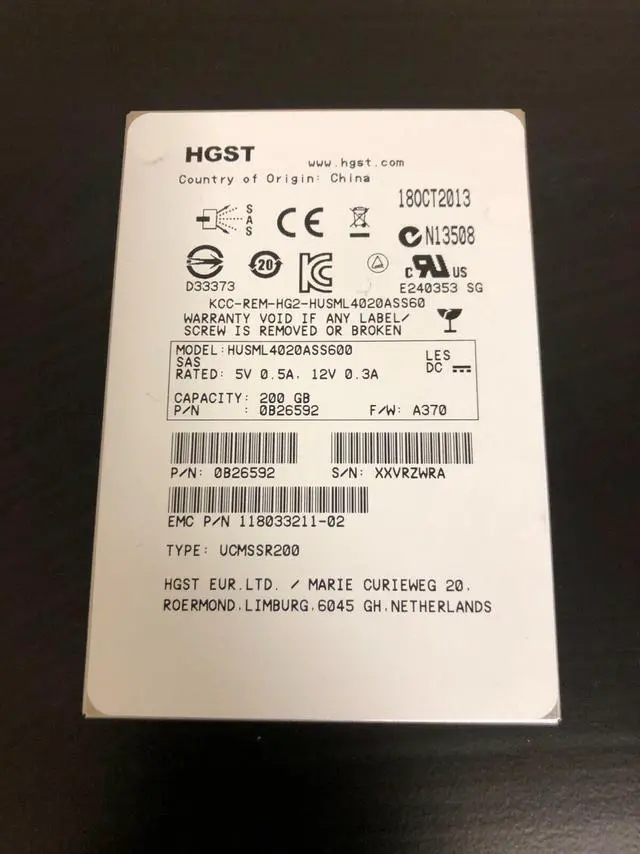 HGST
www.hgst.com
Country of Origin: China
18OCT2013
SAS
CE
N13508
D33373
20
c UR US
E240353 SG
KCC-REM-HG2-HUSML4020ASS60
WARRANTY VOID IF ANY LABEL/
SCREW IS REMOVED OR BROKEN
MODEL:HUSML4020ASS600
SAS
LES
RATED: 5V 0.5A, 12V 0.3A
DC
CAPACITY: 200 GB
P/N : 0B26592 F/W: A370
P/N: 0B26592 S/N: XXVRZWRA
EMC P/N 118033211-02
TYPE: UCMSSR200
HGST EUR.LTD. / MARIE CURIEWEG 20,
ROERMOND,LIMBURG,6045 GH,NETHERLANDS